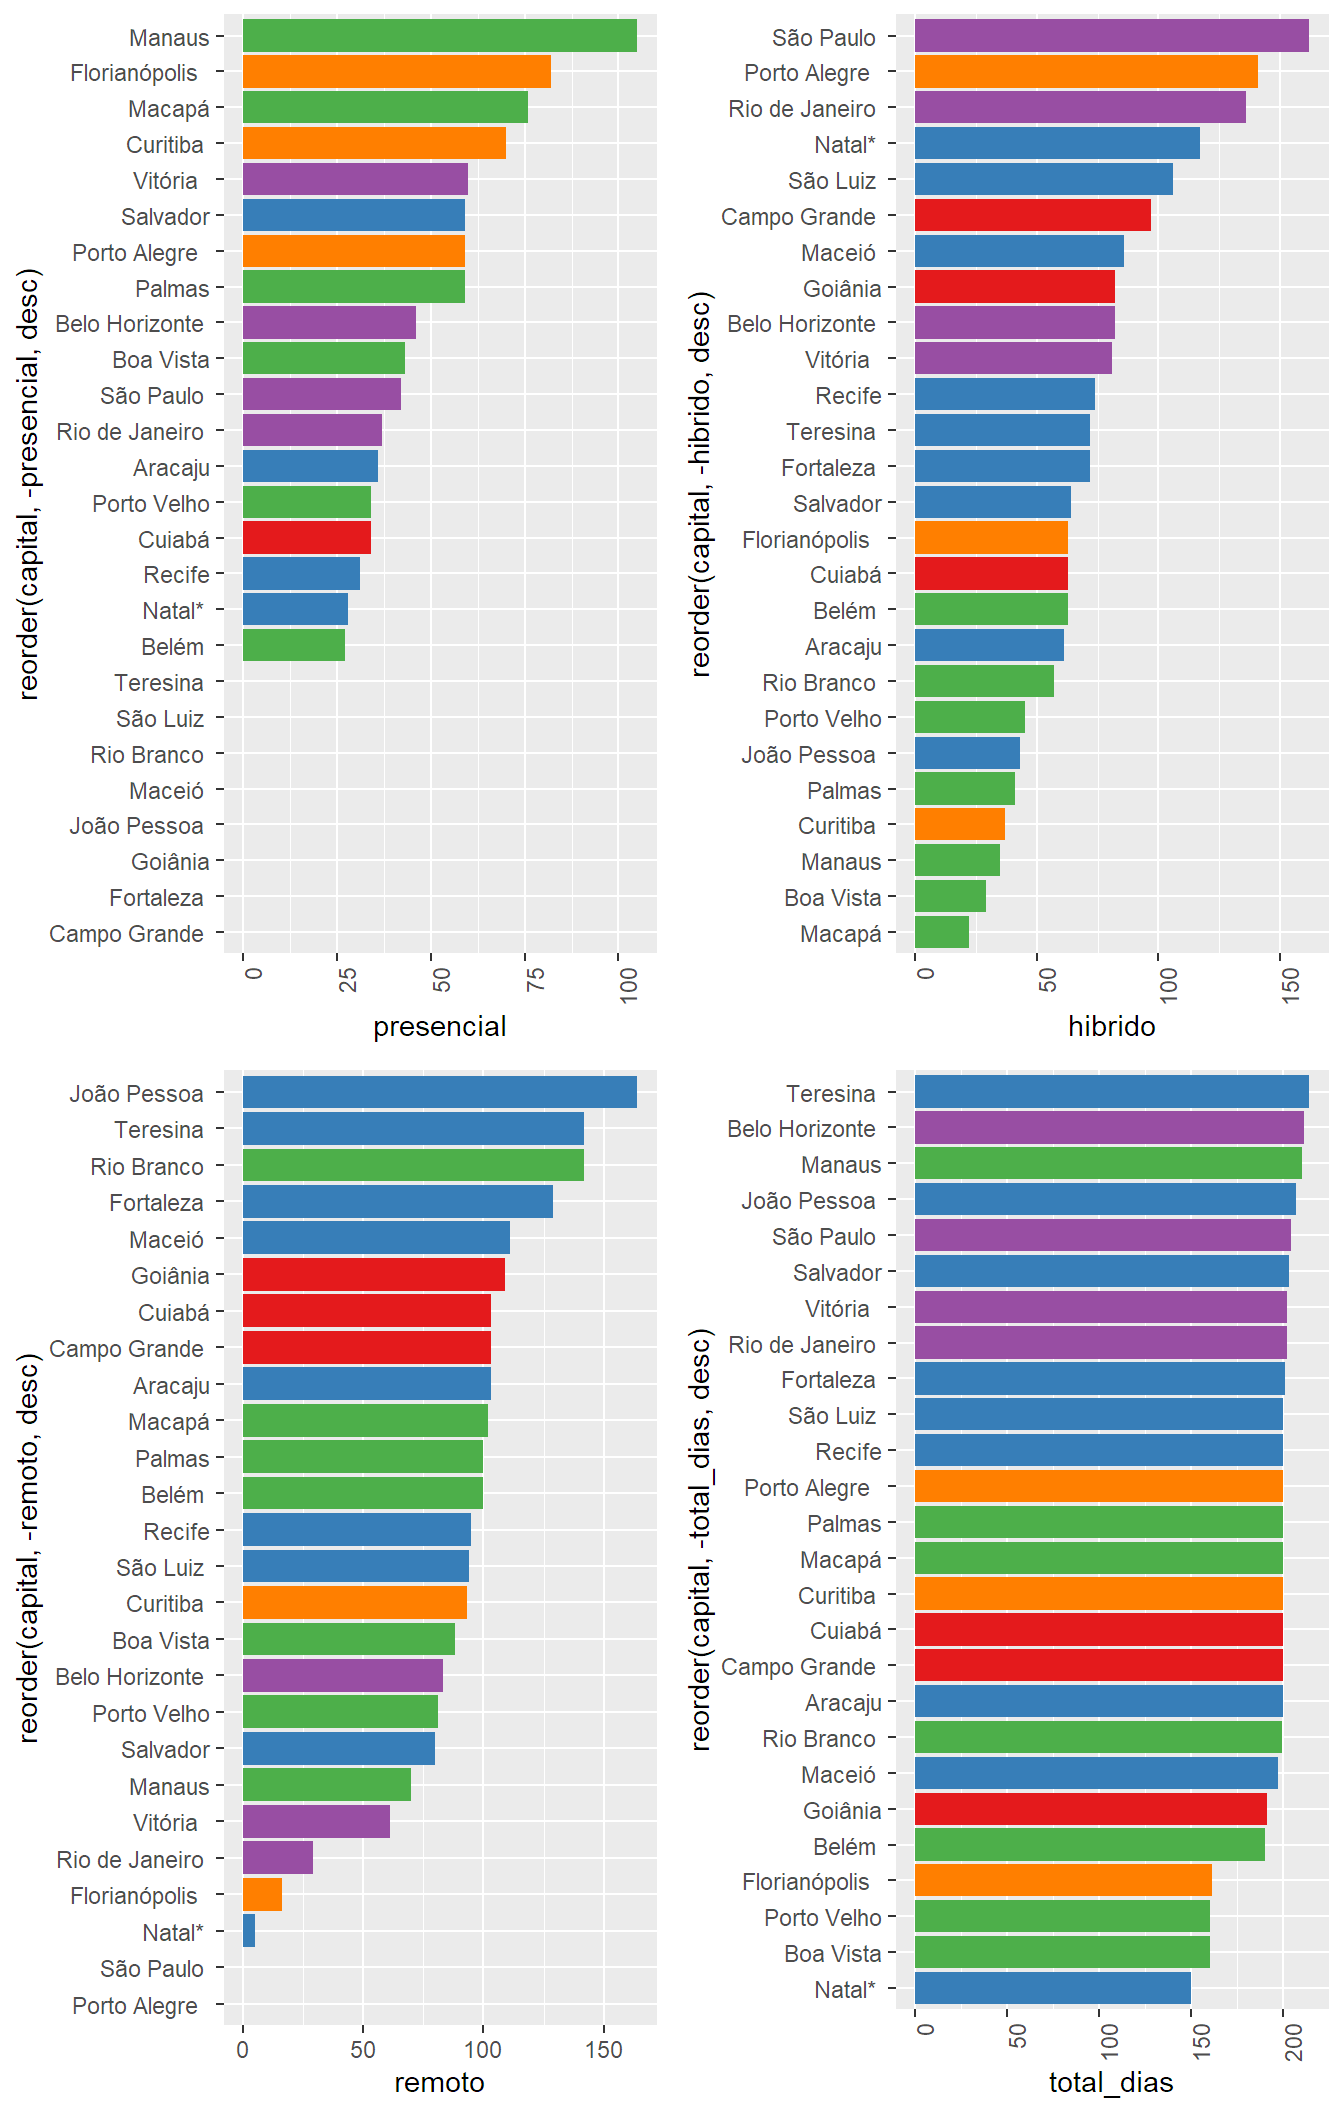 reorder(capital, -presencial, desc)
Manaus
Florianópolis
Macapá
Curitiba
Vitória
Salvador
Porto Alegre
Palmas
Belo Horizonte
Boa Vista
São Paulo
Rio de Janeiro
Aracaju
Porto Velho
Cuiabá
Recife
Natal*
Belém
Teresina
São Luiz
Rio Branco
Maceió
João Pessoa
Goiânia
Fortaleza
Campo Grande
0 25 50 75 100
presencial
reorder(capital, -hibrido, desc)
São Paulo
Porto Alegre
Rio de Janeiro
Natal*
São Luiz
Campo Grande
Maceió
Goiânia
Belo Horizonte
Vitória
Recife
Teresina
Fortaleza
Salvador
Florianópolis
Cuiabá
Belém
Aracaju
Rio Branco
Porto Velho
João Pessoa
Palmas
Curitiba
Manaus
Boa Vista
Macapá
0 50 100 150
hibrido
reorder(capital, -remoto, desc)
João Pessoa
Teresina
Rio Branco
Fortaleza
Maceió
Goiânia
Cuiabá
Campo Grande
Aracaju
Macapá
Palmas
Belém
Recife
São Luiz
Curitiba
Boa Vista
Belo Horizonte
Porto Velho
Salvador
Manaus
Vitória
Rio de Janeiro
Florianópolis
Natal*
São Paulo
Porto Alegre
0 50 100 150
remoto
reorder(capital, -total_dias, desc)
Teresina
Belo Horizonte
Manaus
João Pessoa
São Paulo
Salvador
Vitória
Rio de Janeiro
Fortaleza
São Luiz
Recife
Porto Alegre
Palmas
Macapá
Curitiba
Cuiabá
Campo Grande
Aracaju
Rio Branco
Maceió
Goiânia
Belém
Florianópolis
Porto Velho
Boa Vista
Natal*
0 50 100 150 200
total_dias